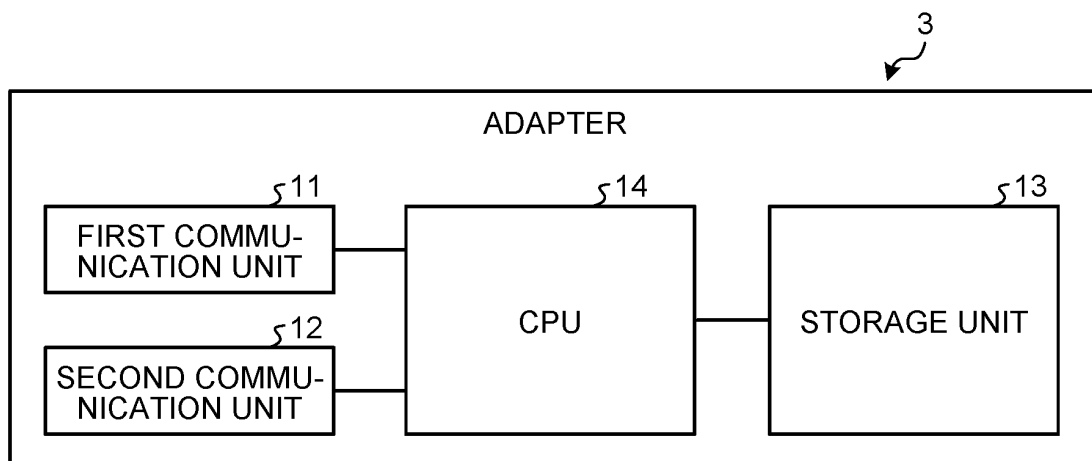 3
ADAPTER
11
FIRST COMMU-
NICATION UNIT
12
SECOND COMMU-
NICATION UNIT
14
CPU
13
STORAGE UNIT